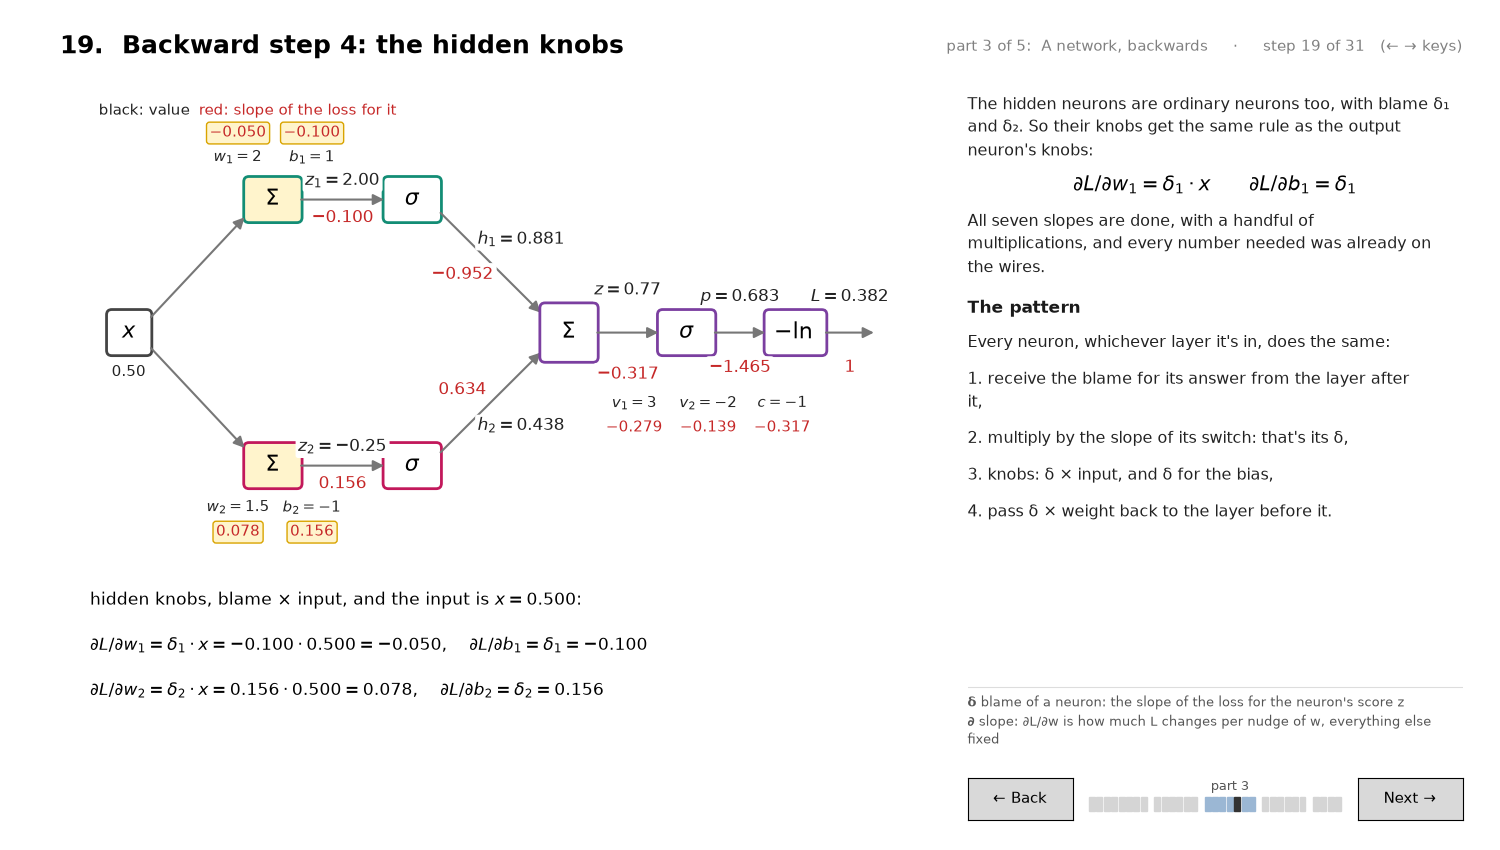 19.  Backward step 4: the hidden knobs
part 3 of 5:  A network, backwards    ·    step 19 of 31   (← → keys)
black: value  red: slope of the loss for it
−0.050  −0.100
w₁ = 2  b₁ = 1
Σ  z₁ = 2.00  σ
−0.100
h₁ = 0.881
−0.952
z = 0.77  p = 0.683  L = 0.382
x  Σ  σ  −ln
0.50
−0.317  −1.465  1
0.634
v₁ = 3  v₂ = −2  c = −1
h₂ = 0.438
−0.279  −0.139  −0.317
Σ  z₂ = −0.25  σ
0.156
w₂ = 1.5  b₂ = −1
0.078  0.156
hidden knobs, blame × input, and the input is x = 0.500:
∂L/∂w₁ = δ₁ · x = −0.100 · 0.500 = −0.050,    ∂L/∂b₁ = δ₁ = −0.100
∂L/∂w₂ = δ₂ · x = 0.156 · 0.500 = 0.078,    ∂L/∂b₂ = δ₂ = 0.156
The hidden neurons are ordinary neurons too, with blame δ₁
and δ₂. So their knobs get the same rule as the output
neuron's knobs:
∂L/∂w₁ = δ₁ · x      ∂L/∂b₁ = δ₁
All seven slopes are done, with a handful of
multiplications, and every number needed was already on
the wires.
The pattern
Every neuron, whichever layer it's in, does the same:
1. receive the blame for its answer from the layer after
it,
2. multiply by the slope of its switch: that's its δ,
3. knobs: δ × input, and δ for the bias,
4. pass δ × weight back to the layer before it.
δ blame of a neuron: the slope of the loss for the neuron's score z
∂ slope: ∂L/∂w is how much L changes per nudge of w, everything else
fixed
← Back
part 3
Next →